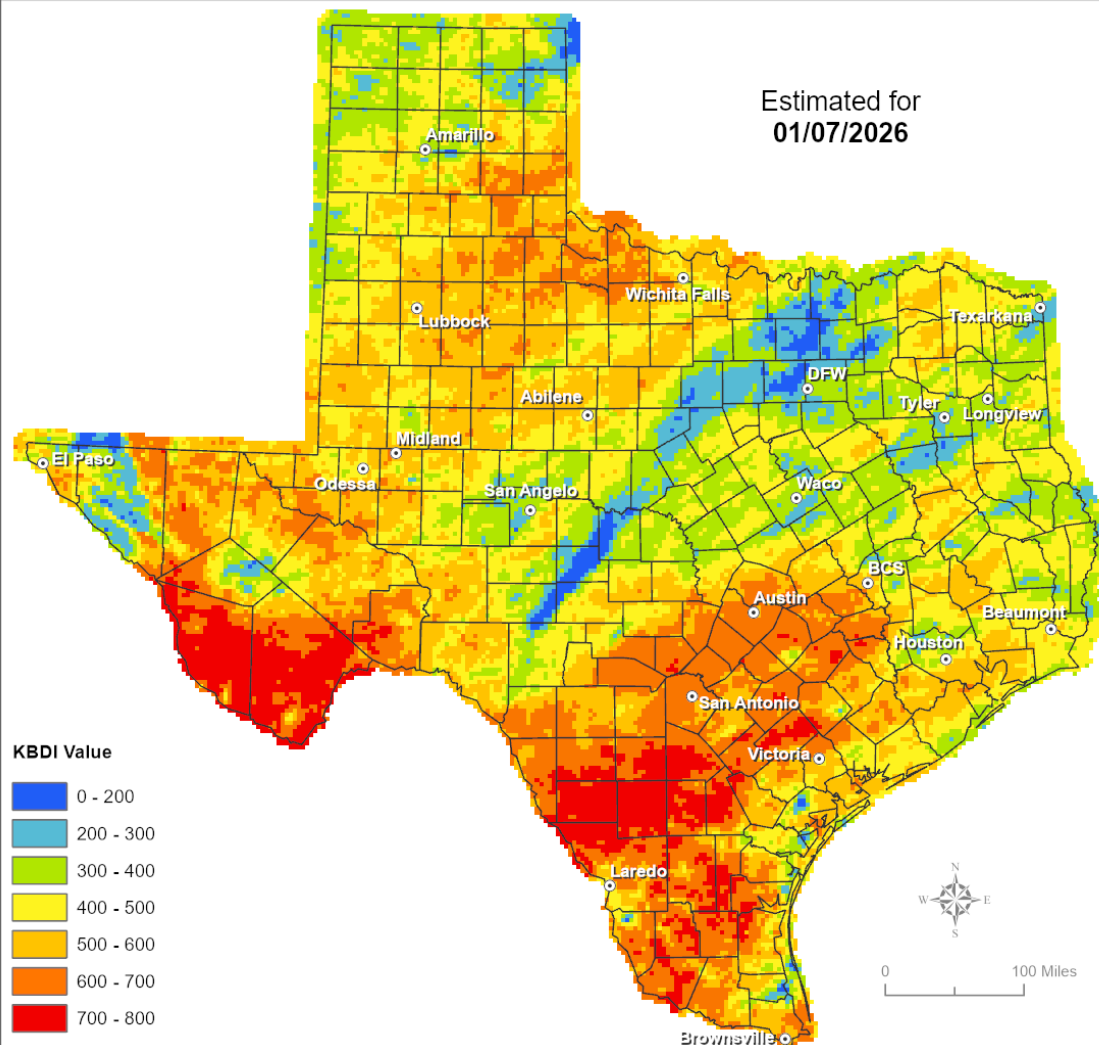 Estimated for
01/07/2026
Amarillo
Wichita Falls
Lubbock
Texarkana
DFW
Abilene
Tyler
Longview
Midland
El Paso
Odessa
San Angelo
Waco
BCS
Austin
Beaumont
Houston
San Antonio
Victoria
KBDI Value
0 - 200
200 - 300
300 - 400
400 - 500
500 - 600
600 - 700
700 - 800
Laredo
N
W E
S
0 100 Miles
Brownsville